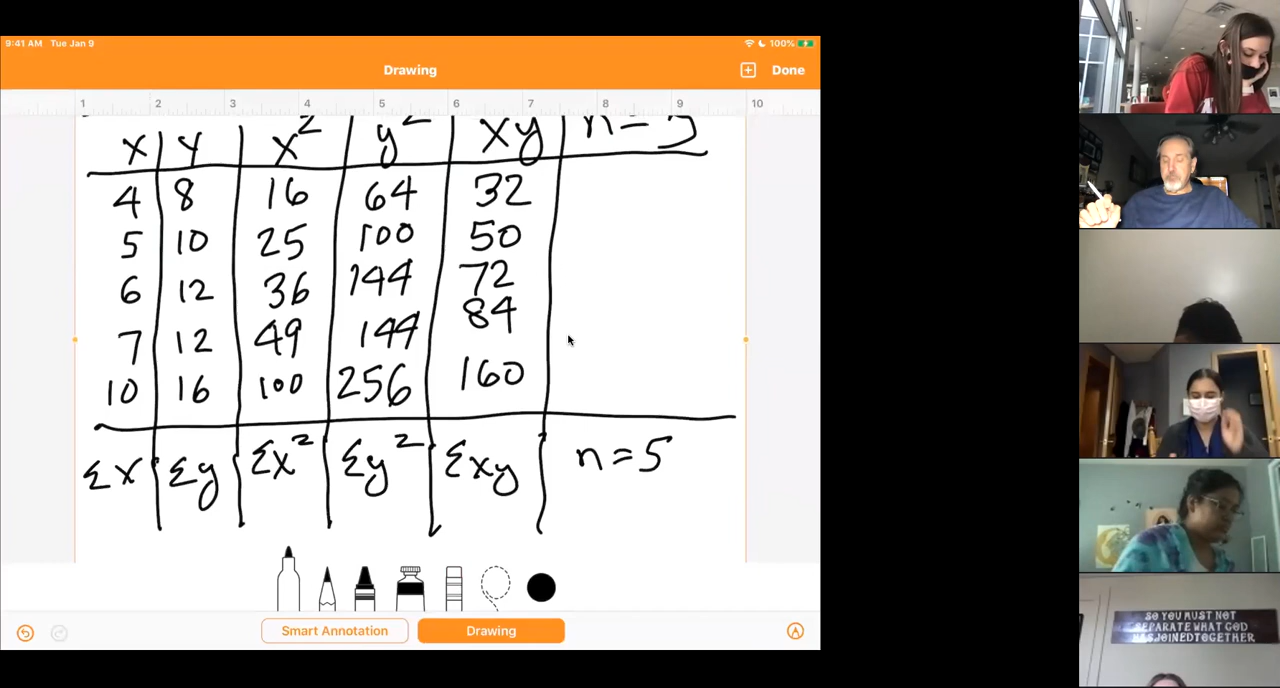 9:41 AM Tue Jan 9
100%
Drawing
Done
1 2 3 4 5 6 7 8 9 10
x y x² y² xy n = 5
4 8 16 64 32
5 10 25 100 50
6 12 36 144 72
7 12 49 144 84
10 16 100 256 160
Σx Σy Σx² Σy² Σxy n = 5
Smart Annotation
Drawing
SO YOU MUST NOT
SEPARATE WHAT GOD
HAS JOINED TOGETHER